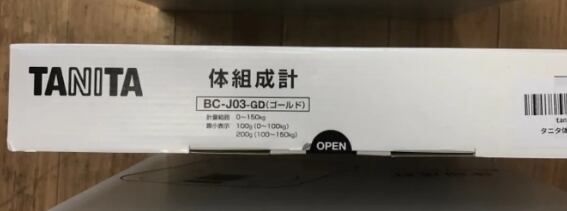 TANITA
体組成計
BC-J03-GD(ゴールド)
計量範囲 0〜150kg
最小表示 100g(0〜100kg)
200g(100〜150kg)
OPEN
tan
タニタ体